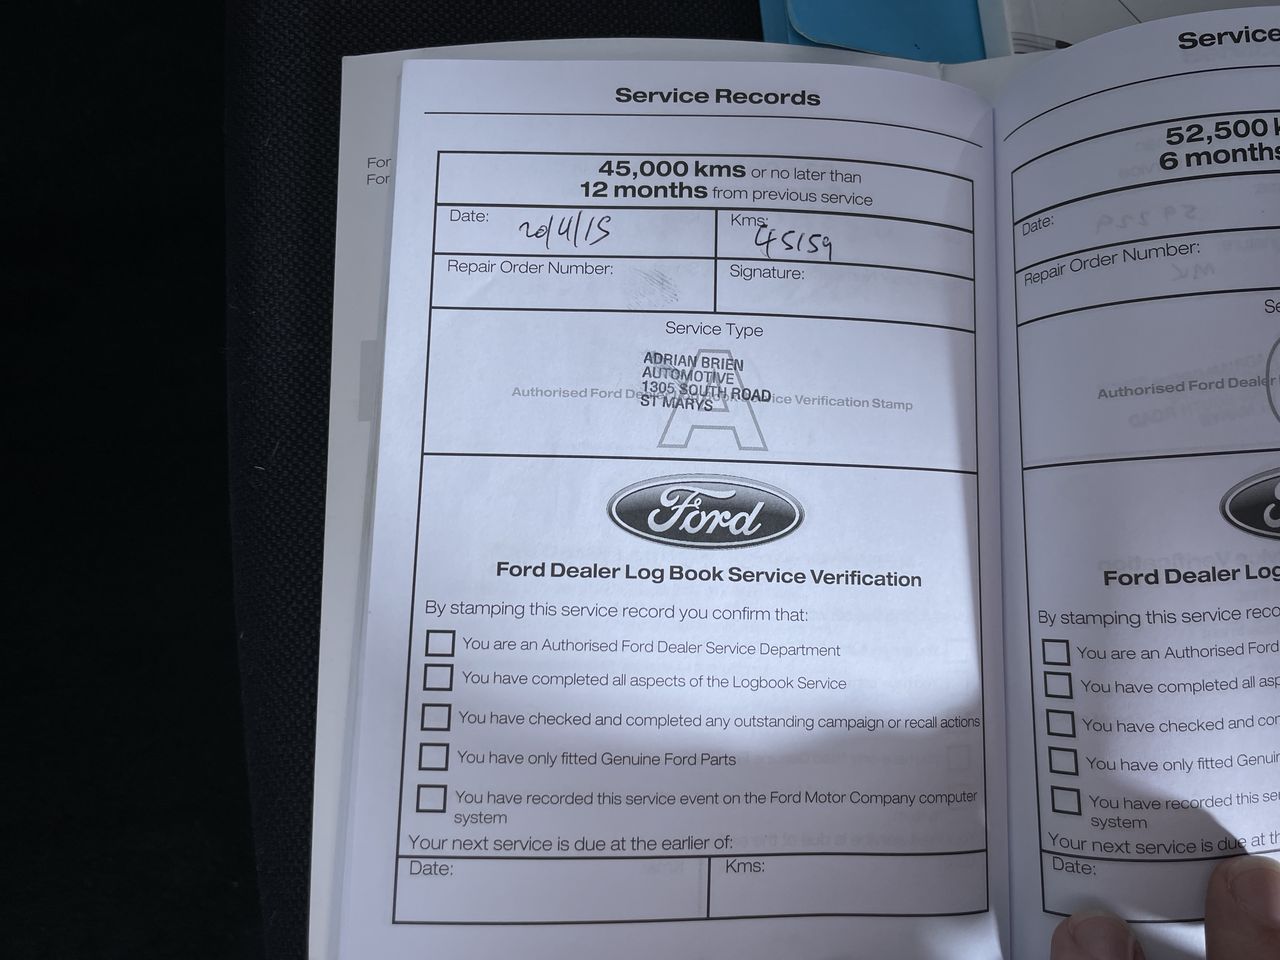 Service Records
45,000 kms or no later than
12 months from previous service
Date: 20/4/15
Kms: 45159
Repair Order Number:
Signature:
Service Type
A
ADRIAN BRIEN
AUTOMOTIVE
1305 SOUTH ROAD
ST MARYS
Authorised Ford Dealer Log Book Service Verification Stamp
Ford
Ford Dealer Log Book Service Verification
By stamping this service record you confirm that:
You are an Authorised Ford Dealer Service Department
You have completed all aspects of the Logbook Service
You have checked and completed any outstanding campaign or recall actions
You have only fitted Genuine Ford Parts
You have recorded this service event on the Ford Motor Company computer
system
Your next service is due at the earlier of:
Date:
Kms:
For
For
Service
52,500
6 months
Date:
Repair Order Number:
Authorised Ford Dealer
Ford Dealer Log
By stamping this service reco
You are an Authorised Ford
You have completed all asp
You have checked and cor
You have only fitted Genuin
You have recorded this se
system
Your next service is due at th
Date: